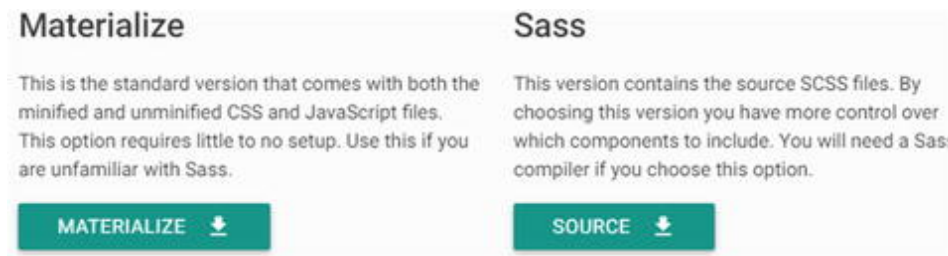 Materialize
This is the standard version that comes with both the
minified and unminified CSS and JavaScript files.
This option requires little to no setup. Use this if you
are unfamiliar with Sass.
MATERIALIZE
Sass
This version contains the source SCSS files. By
choosing this version you have more control over
which components to include. You will need a Sas
compiler if you choose this option.
SOURCE